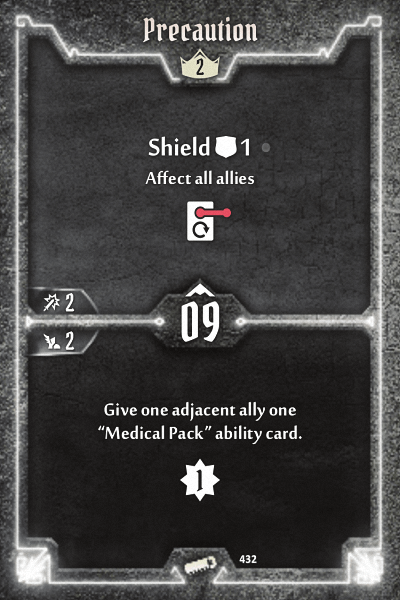 Precaution
2
Shield 1
Affect all allies
2
09
2
Give one adjacent ally one
“Medical Pack” ability card.
1
432